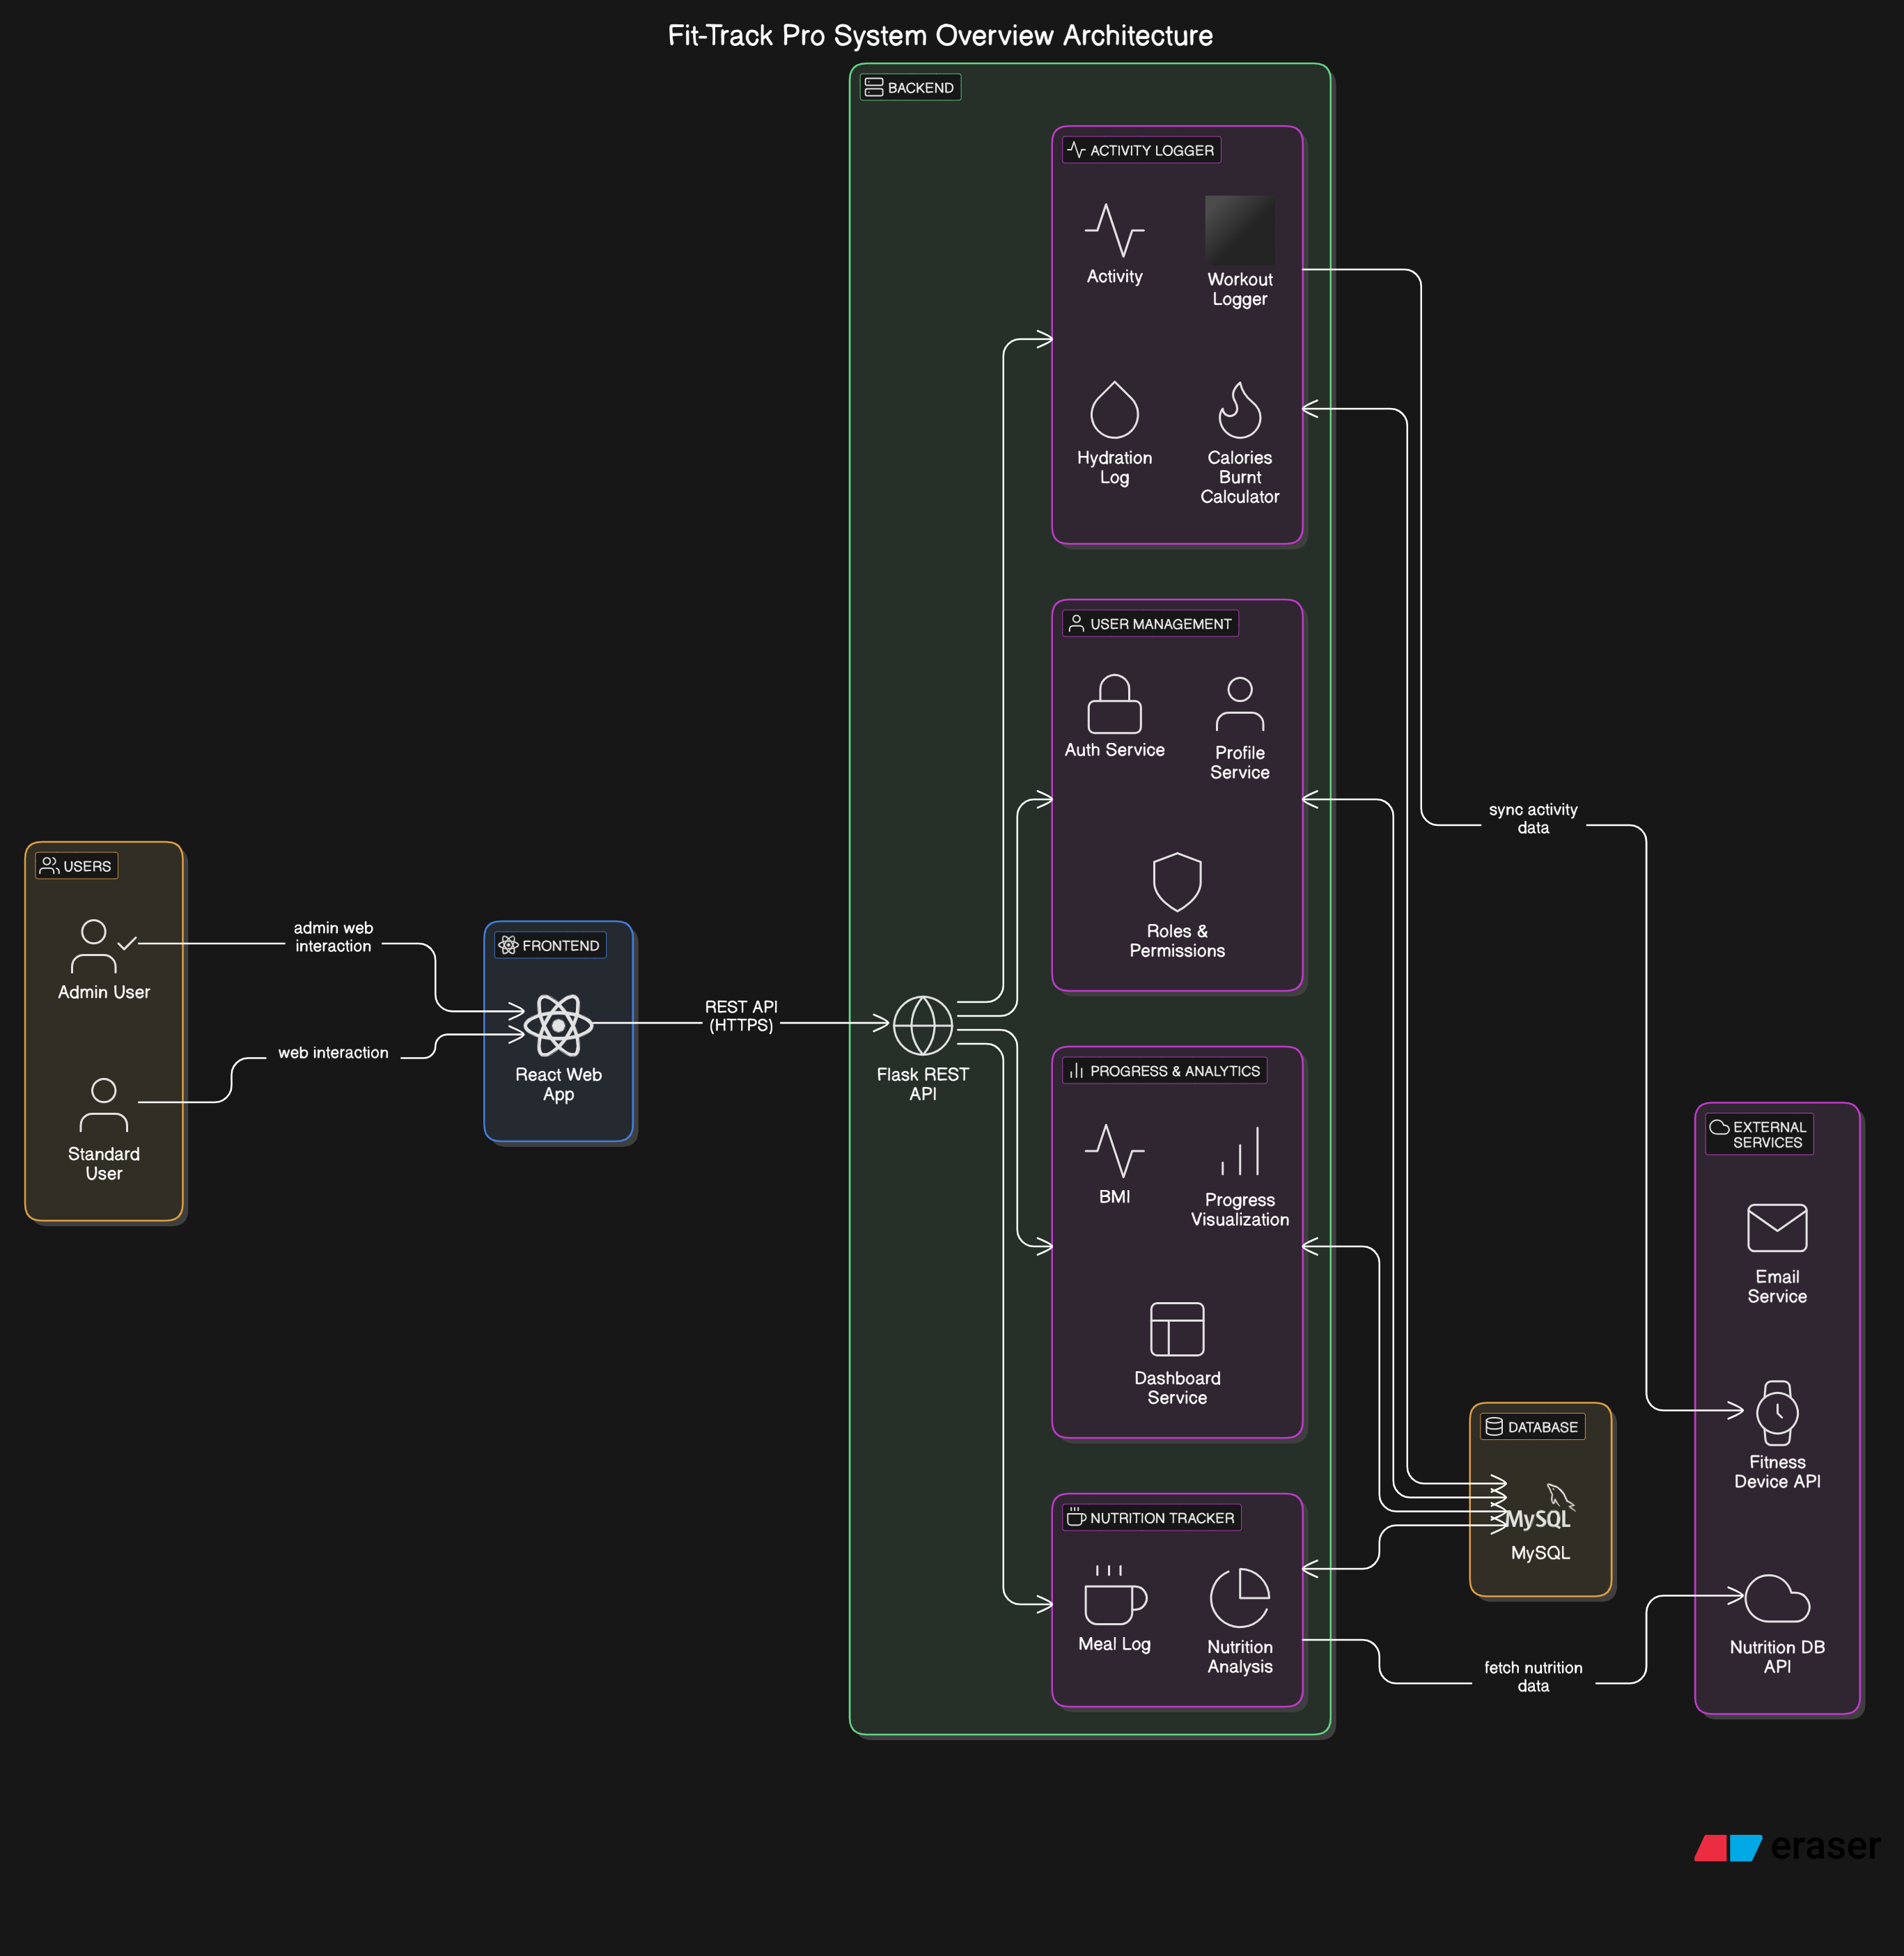 Fit-Track Pro System Overview Architecture
BACKEND
ACTIVITY LOGGER
Activity
Workout
Logger
Hydration
Log
Calories
Burnt
Calculator
USER MANAGEMENT
Auth Service
Profile
Service
Roles &
Permissions
sync activity
data
USERS
Admin User
Standard
User
admin web
interaction
web interaction
FRONTEND
React Web
App
REST API
(HTTPS)
Flask REST
API
PROGRESS & ANALYTICS
BMI
Progress
Visualization
Dashboard
Service
NUTRITION TRACKER
Meal Log
Nutrition
Analysis
DATABASE
MySQL
MySQL
fetch nutrition
data
EXTERNAL
SERVICES
Email
Service
Fitness
Device API
Nutrition DB
API
eraser